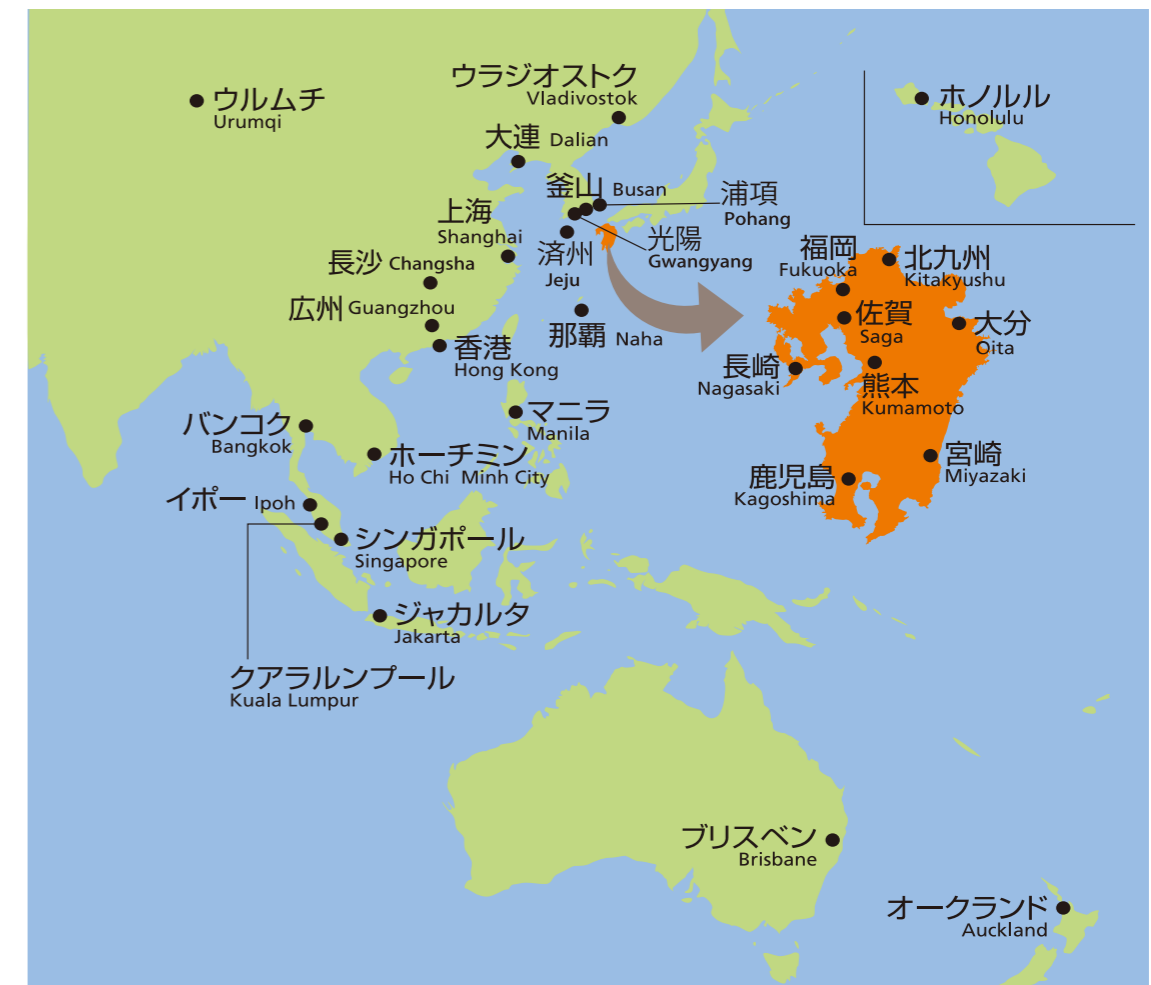 ウルムチ
Urumqi
ウラジオストク
Vladivostok
大連 Dalian
釜山 Busan
浦項
Pohang
上海
Shanghai
光陽
Gwangyang
済州
Jeju
長沙 Changsha
広州 Guangzhou
香港
Hong Kong
那覇 Naha
バンコク
Bangkok
マニラ
Manila
ホーチミン
Ho Chi Minh City
イポー Ipoh
シンガポール
Singapore
ジャカルタ
Jakarta
クアラルンプール
Kuala Lumpur
ホノルル
Honolulu
福岡
Fukuoka
北九州
Kitakyushu
佐賀
Saga
大分
Oita
長崎
Nagasaki
熊本
Kumamoto
鹿児島
Kagoshima
宮崎
Miyazaki
ブリスベン
Brisbane
オークランド
Auckland